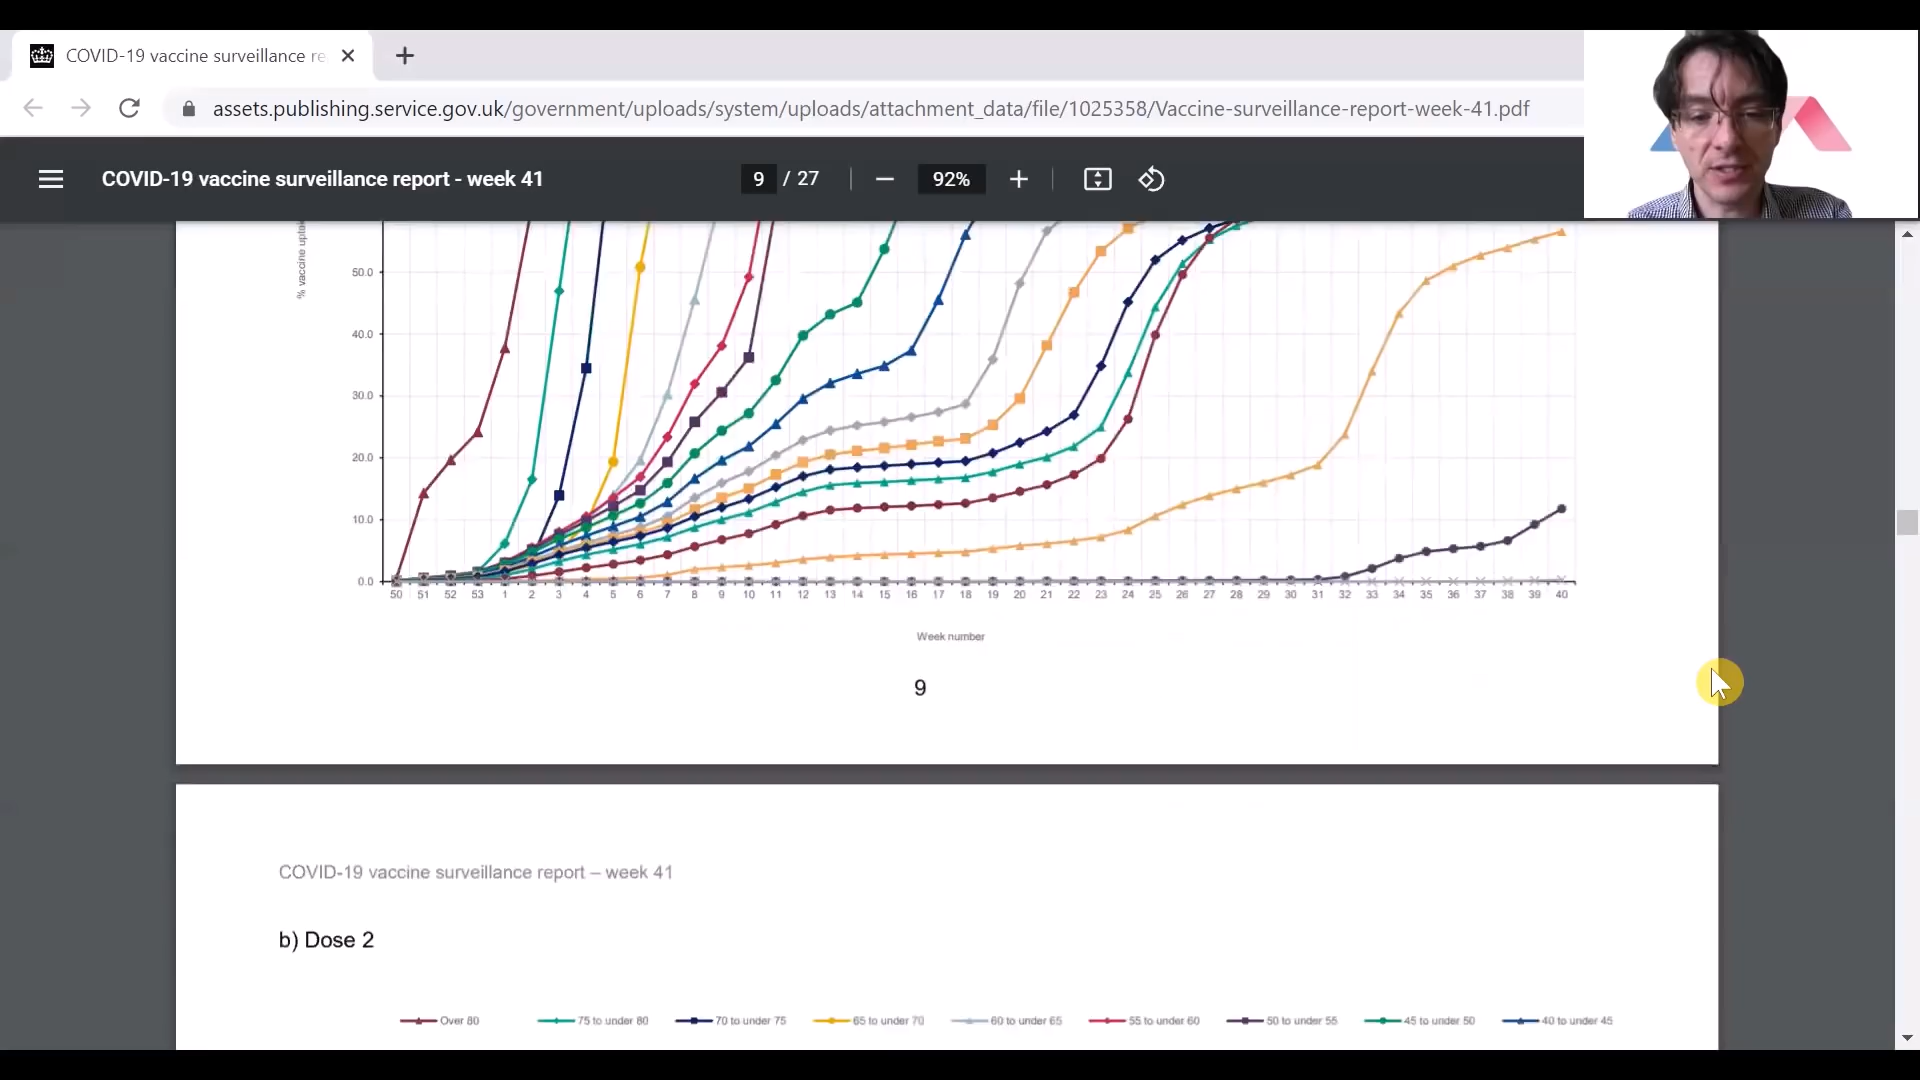 COVID-19 vaccine surveillance re
assets.publishing.service.gov.uk/government/uploads/system/uploads/attachment_data/file/1025358/Vaccine-surveillance-report-week-41.pdf
COVID-19 vaccine surveillance report - week 41
9 / 27
92%
% vaccine uptak
50.0
40.0
30.0
20.0
10.0
0.0
50 51 52 53 1 2 3 4 5 6 7 8 9 10 11 12 13 14 15 16 17 18 19 20 21 22 23 24 25 26 27 28 29 30 31 32 33 34 35 36 37 38 39 40
Week number
9
COVID-19 vaccine surveillance report – week 41
b) Dose 2
Over 80 75 to under 80 70 to under 75 65 to under 70 60 to under 65 55 to under 60 50 to under 55 45 to under 50 40 to under 45